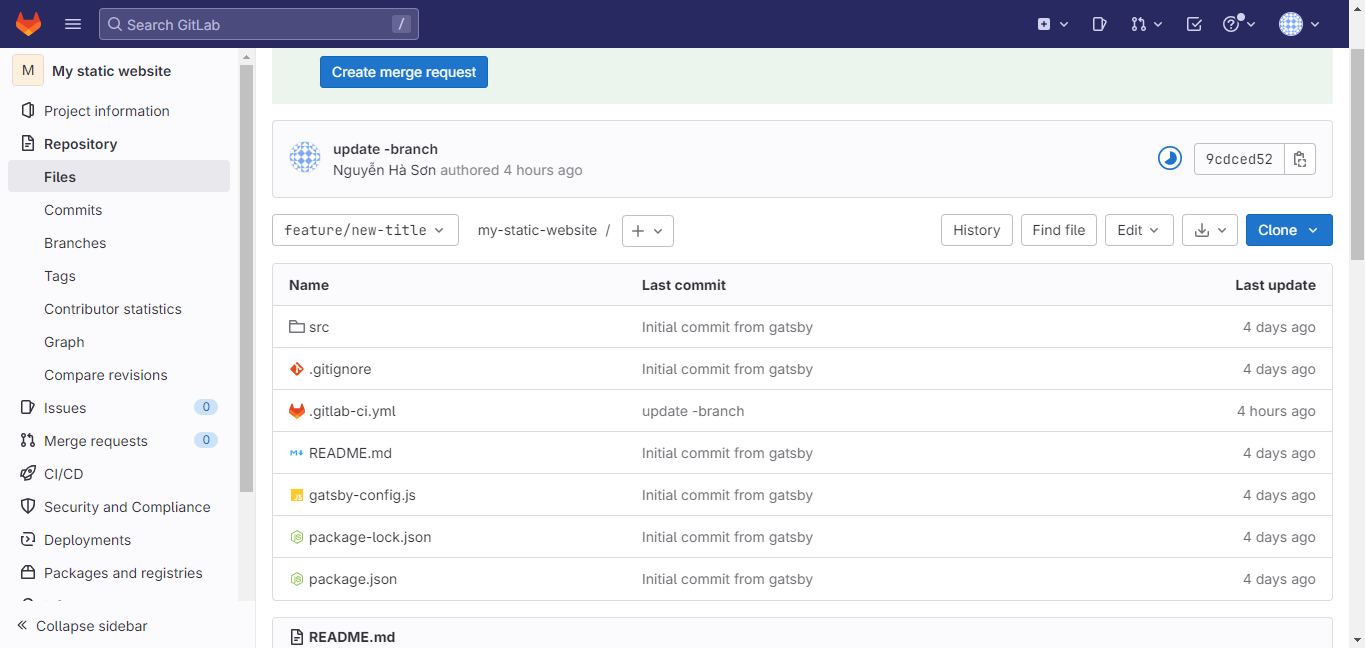 Search GitLab /
M My static website
Project information
Repository
Files
Commits
Branches
Tags
Contributor statistics
Graph
Compare revisions
Issues 0
Merge requests 0
CI/CD
Security and Compliance
Deployments
Packages and registries
Collapse sidebar
Create merge request
update -branch
Nguyễn Hà Sơn authored 4 hours ago
9cdced52
feature/new-title my-static-website / +
History Find file Edit Clone
Name Last commit Last update
src Initial commit from gatsby 4 days ago
.gitignore Initial commit from gatsby 4 days ago
.gitlab-ci.yml update -branch 4 hours ago
README.md Initial commit from gatsby 4 days ago
gatsby-config.js Initial commit from gatsby 4 days ago
package-lock.json Initial commit from gatsby 4 days ago
package.json Initial commit from gatsby 4 days ago
README.md